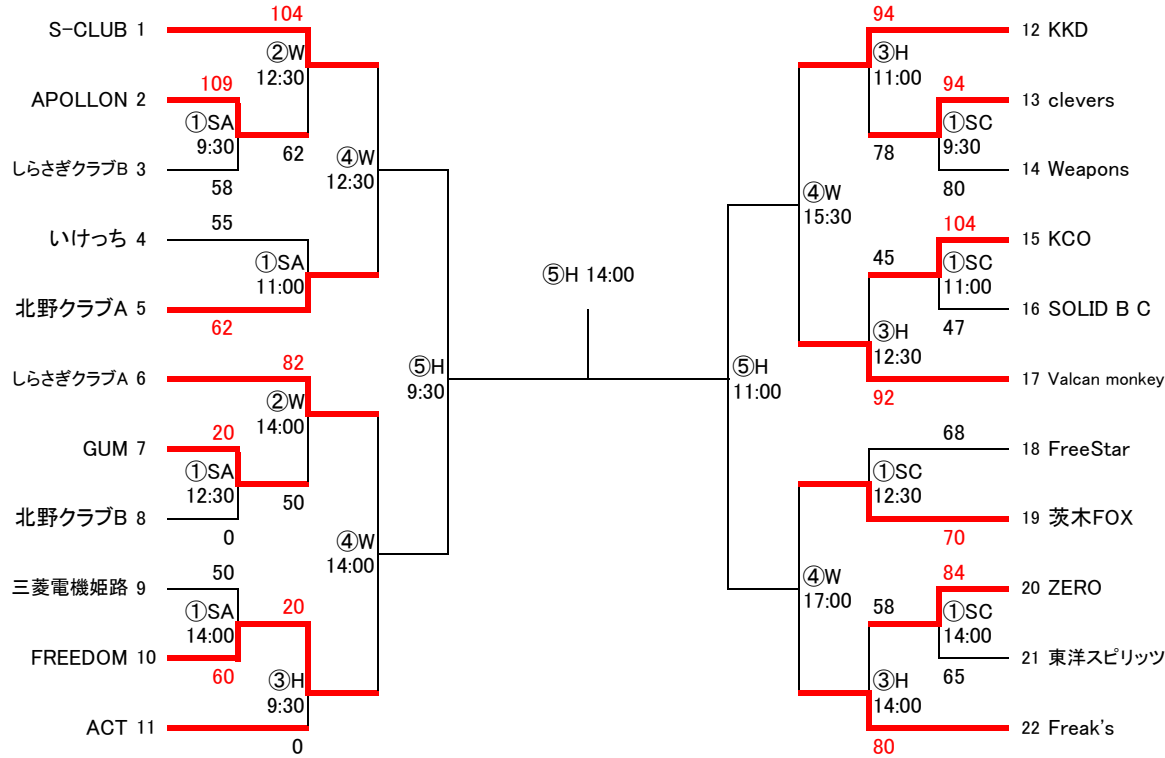 104
S-CLUB 1
②W
12:30
109
APOLLON 2
①SA
9:30
62
しらさぎクラブB 3
58
④W
12:30
55
いけっち 4
①SA
11:00
北野クラブA 5
62
82
しらさぎクラブA 6
②W
14:00
20
GUM 7
①SA
12:30
50
北野クラブB 8
0
④W
14:00
50
三菱電機姫路 9
①SA
14:00
20
FREEDOM 10
60
③H
9:30
ACT 11
0
⑤H
9:30
⑤H 14:00
⑤H
11:00
94
12 KKD
③H
11:00
94
13 clevers
①SC
9:30
78
14 Weapons
80
④W
15:30
104
15 KCO
45
①SC
11:00
16 SOLID B C
47
③H
12:30
17 Valcan monkey
92
68
18 FreeStar
①SC
12:30
19 茨木FOX
70
④W
17:00
84
20 ZERO
58
①SC
14:00
21 東洋スピリッツ
65
③H
14:00
22 Freak's
80